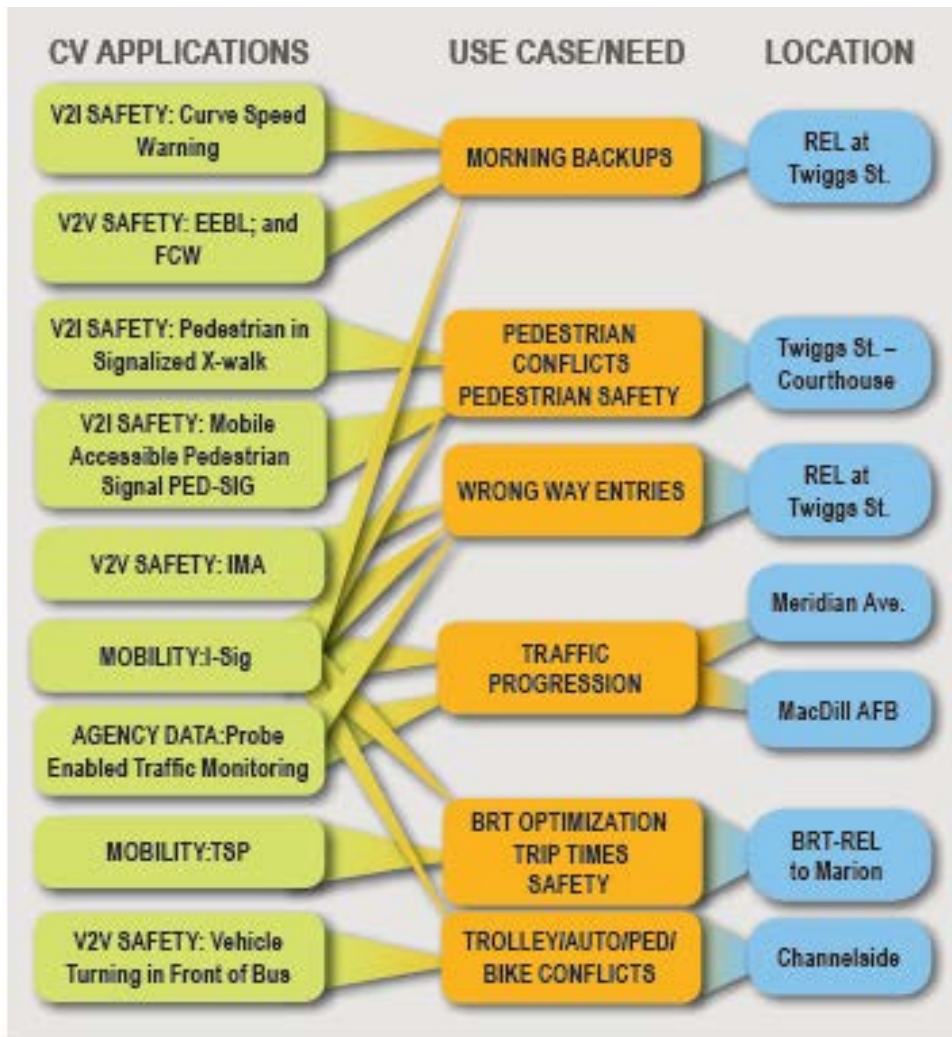 CV APPLICATIONS
USE CASE/NEED
LOCATION
V2I SAFETY: Curve Speed
Warning
V2V SAFETY: EEBL; and
FCW
V2I SAFETY: Pedestrian in
Signalized X-walk
V2I SAFETY: Mobile
Accessible Pedestrian
Signal PED-SIG
V2V SAFETY: IMA
MOBILITY:I-Sig
AGENCY DATA:Probe
Enabled Traffic Monitoring
MOBILITY:TSP
V2V SAFETY: Vehicle
Turning in Front of Bus
MORNING BACKUPS
PEDESTRIAN
CONFLICTS
PEDESTRIAN SAFETY
WRONG WAY ENTRIES
TRAFFIC
PROGRESSION
BRT OPTIMIZATION
TRIP TIMES
SAFETY
TROLLEY/AUTO/PED/
BIKE CONFLICTS
REL at
Twiggs St.
Twiggs St. –
Courthouse
REL at
Twiggs St.
Meridian Ave.
MacDill AFB
BRT-REL
to Marion
Channelside